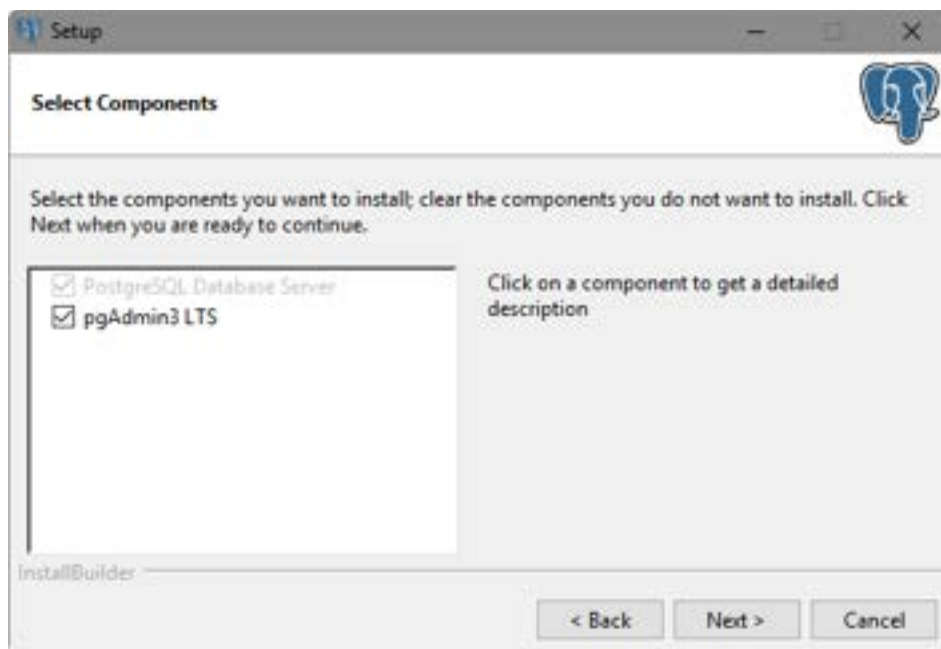 Setup
Select Components
Select the components you want to install; clear the components you do not want to install. Click
Next when you are ready to continue.
PostgreSQL Database Server
pgAdmin3 LTS
Click on a component to get a detailed
description
InstallBuilder
< Back
Next >
Cancel